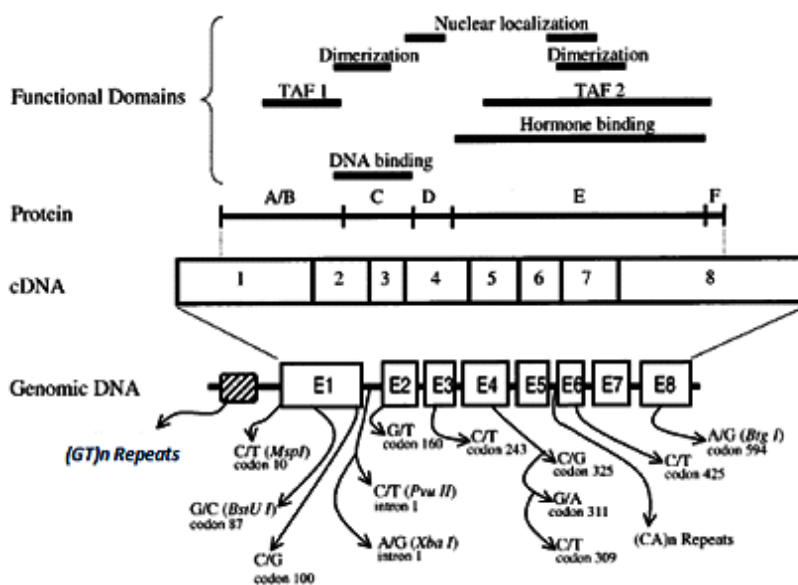 Nuclear localization
Dimerization Dimerization
Functional Domains
TAF 1 TAF 2
Hormone binding
DNA binding
Protein
A/B C D E F
cDNA
1 2 3 4 5 6 7 8
Genomic DNA
E1 E2 E3 E4 E5 E6 E7 E8
(GT)n Repeats
C/T (MspI)
codon 10
G/C (BstU I)
codon 87
C/G
codon 100
G/T
codon 160
C/T (Pvu II)
intron 1
A/G (Xba I)
intron 1
C/T
codon 243
C/G
codon 325
G/A
codon 311
C/T
codon 309
(CA)n Repeats
C/T
codon 425
A/G (Btg I)
codon 594